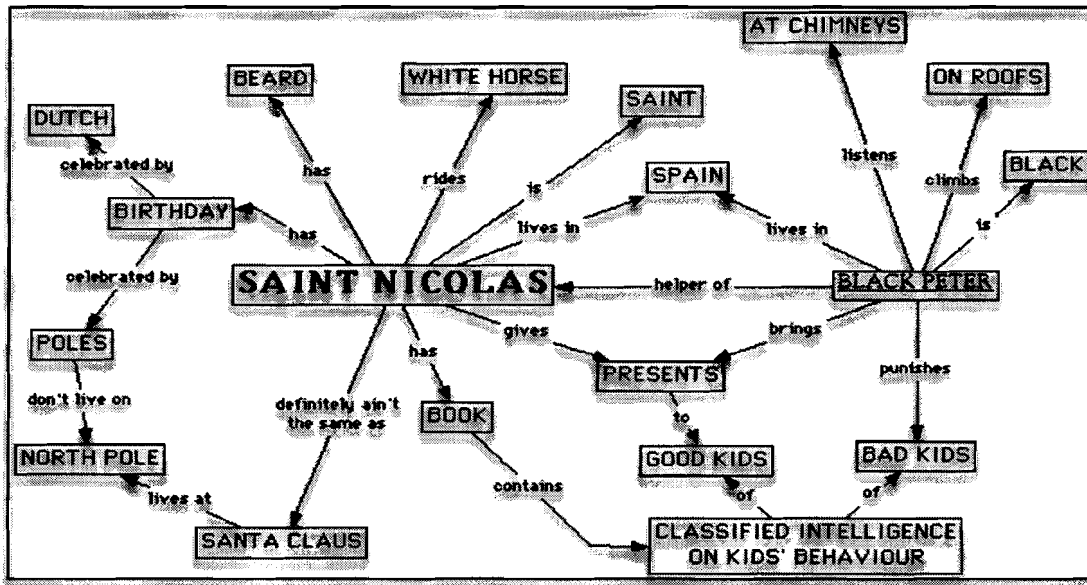 AT CHIMNEYS
BEARD
WHITE HORSE
ON ROOFS
SAINT
DUTCH
celebrated by
has
rides
is
listens
climbs
BLACK
SPAIN
BIRTHDAY
has
lives in
lives in
is
celebrated by
SAINT NICOLAS
helper of
BLACK PETER
gives
brings
POLES
has
PRESENTS
punishes
don't live on
definitely ain't
the same as
BOOK
to
NORTH POLE
GOOD KIDS
BAD KIDS
lives at
contains
of
of
SANTA CLAUS
CLASSIFIED INTELLIGENCE
ON KIDS' BEHAVIOUR